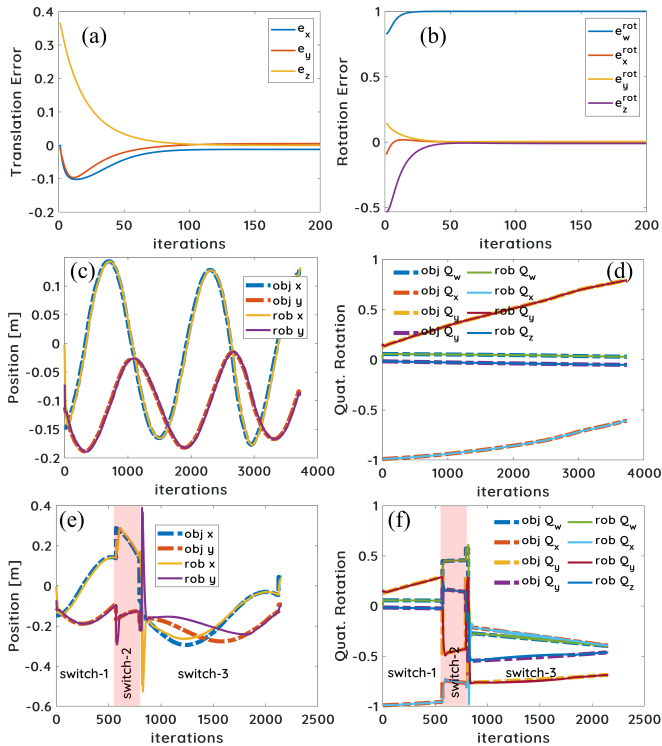 (a)
e_x
e_y
e_z
Translation Error
0.4
0.3
0.2
0.1
0
-0.1
-0.2
0 50 100 150 200
iterations
(b)
e_w^rot
e_x^rot
e_y^rot
e_z^rot
Rotation Error
1
0.5
0
-0.5
0 50 100 150 200
iterations
(c)
obj x
obj y
rob x
rob y
Position [m]
0.1
0.05
0
-0.05
-0.1
-0.15
-0.2
0 1000 2000 3000 4000
iterations
(d)
obj Q_w rob Q_w
obj Q_x rob Q_x
obj Q_y rob Q_y
obj Q_y rob Q_z
Quat. Rotation
1
0.5
0
-0.5
-1
0 1000 2000 3000 4000
iterations
(e)
obj x
obj y
rob x
rob y
switch-1
switch-2
switch-3
Position [m]
0.4
0.2
0
-0.2
-0.4
-0.6
0 500 1000 1500 2000 2500
iterations
(f)
obj Q_w rob Q_w
obj Q_x rob Q_x
obj Q_y rob Q_y
obj Q_y rob Q_z
switch-1
switch-2
switch-3
Quat. Rotation
1
0.5
0
-0.5
-1
0 500 1000 1500 2000 2500
iterations